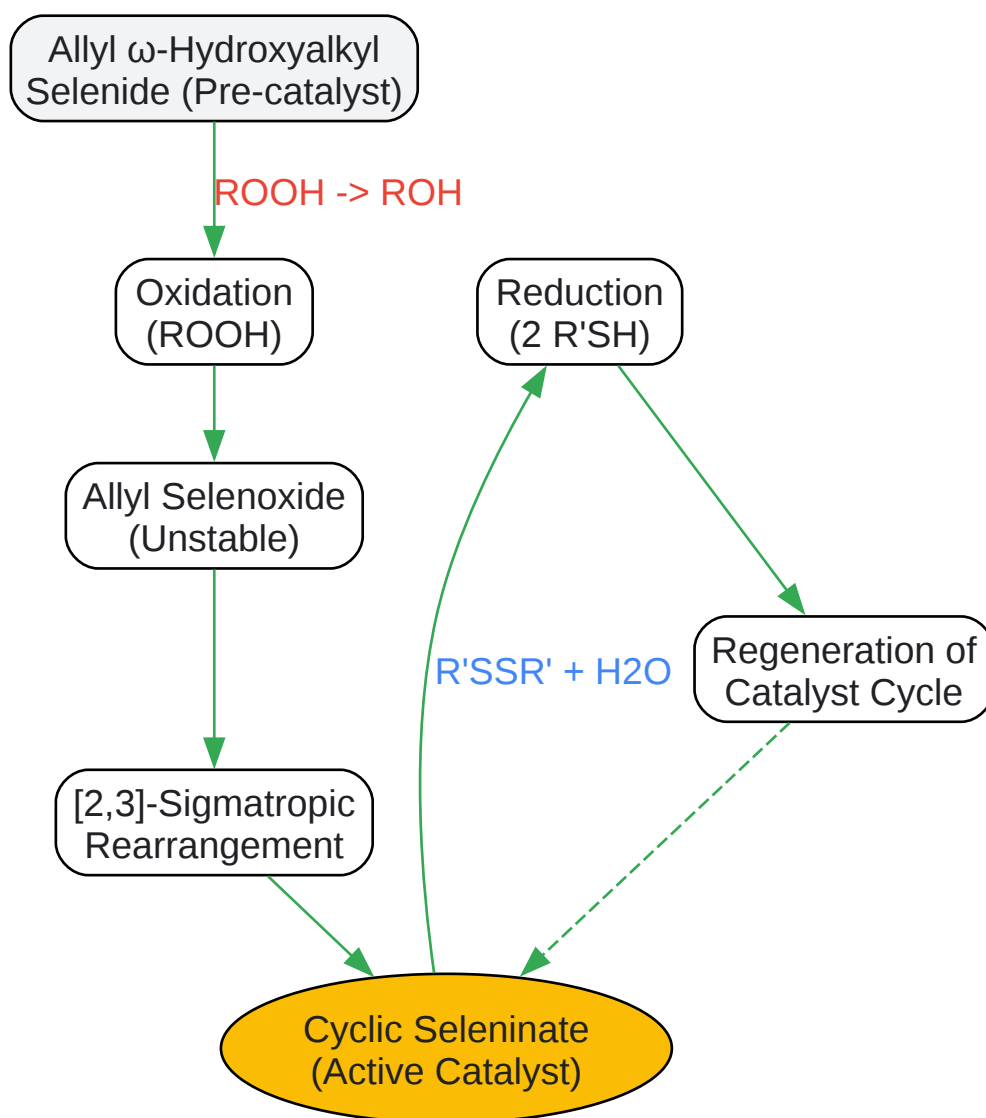 Allyl ω-Hydroxyalkyl
Selenide (Pre-catalyst)
ROOH -> ROH
Oxidation
(ROOH)
Reduction
(2 R'SH)
Allyl Selenoxide
(Unstable)
R'SSR' + H2O
Regeneration of
Catalyst Cycle
[2,3]-Sigmatropic
Rearrangement
Cyclic Seleninate
(Active Catalyst)